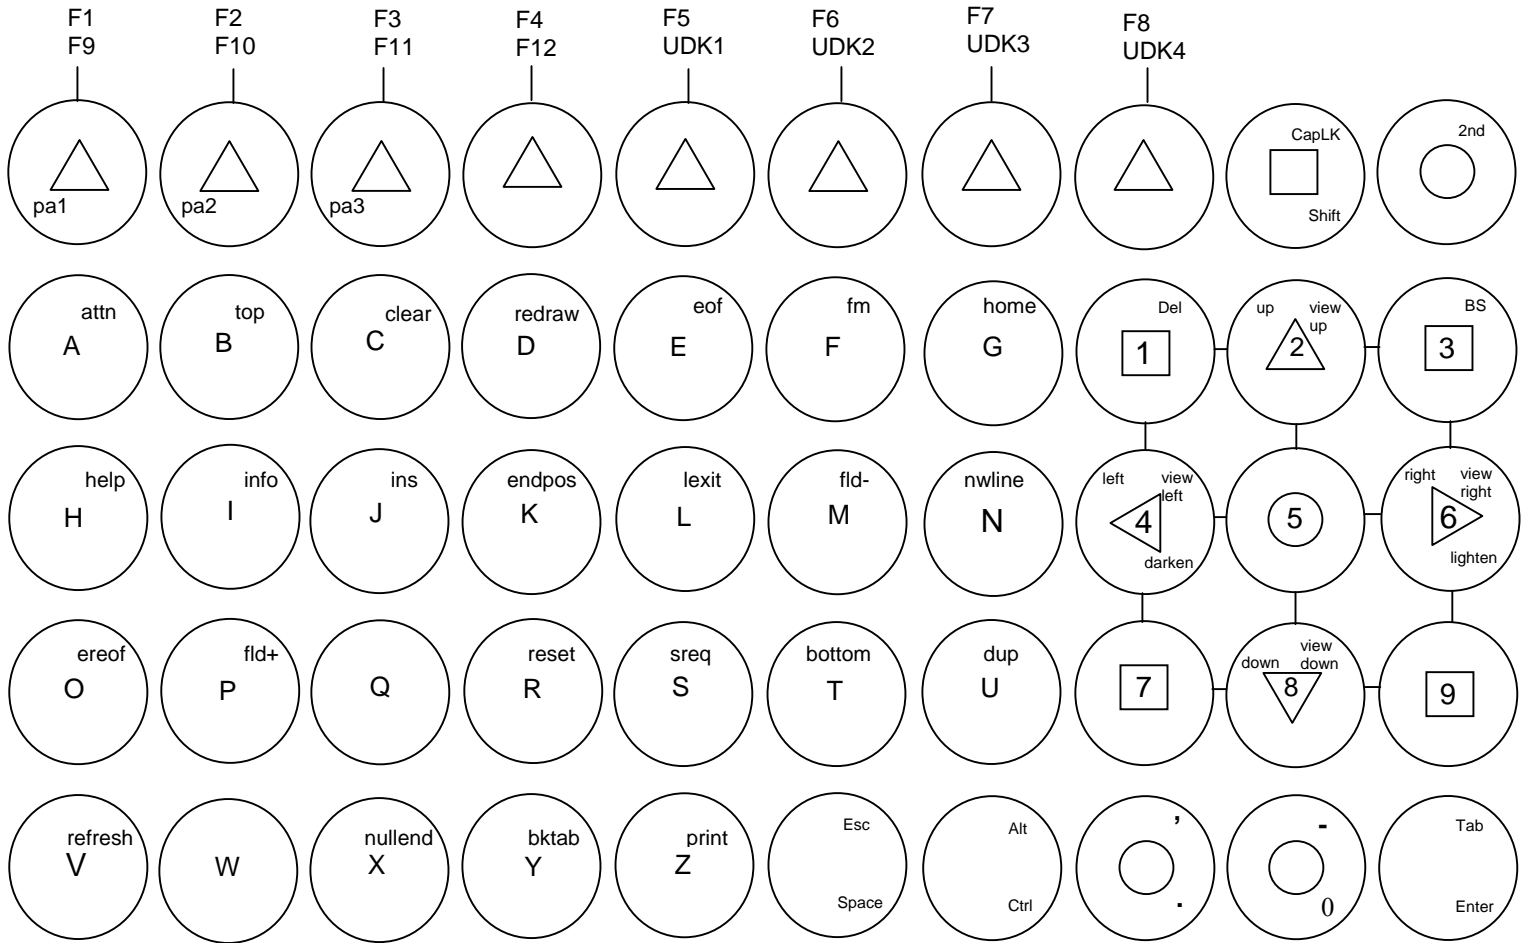 F1 F2 F3 F4 F5 F6 F7 F8
F9 F10 F11 F12 UDK1 UDK2 UDK3 UDK4
CapLK 2nd
pa1 pa2 pa3 Shift
attn top clear redraw eof fm home Del up view BS
up
A B C D E F G 1 2 3
help info ins endpos lexit fld- nwline left view right view
left right
H I J K L M N 4 5 6
darken lighten
ereof fld+ reset sreq bottom dup view
down down
O P Q R S T U 7 8 9
refresh nullend bktab print Esc Alt , - Tab
V W X Y Z
Space Ctrl . 0 Enter